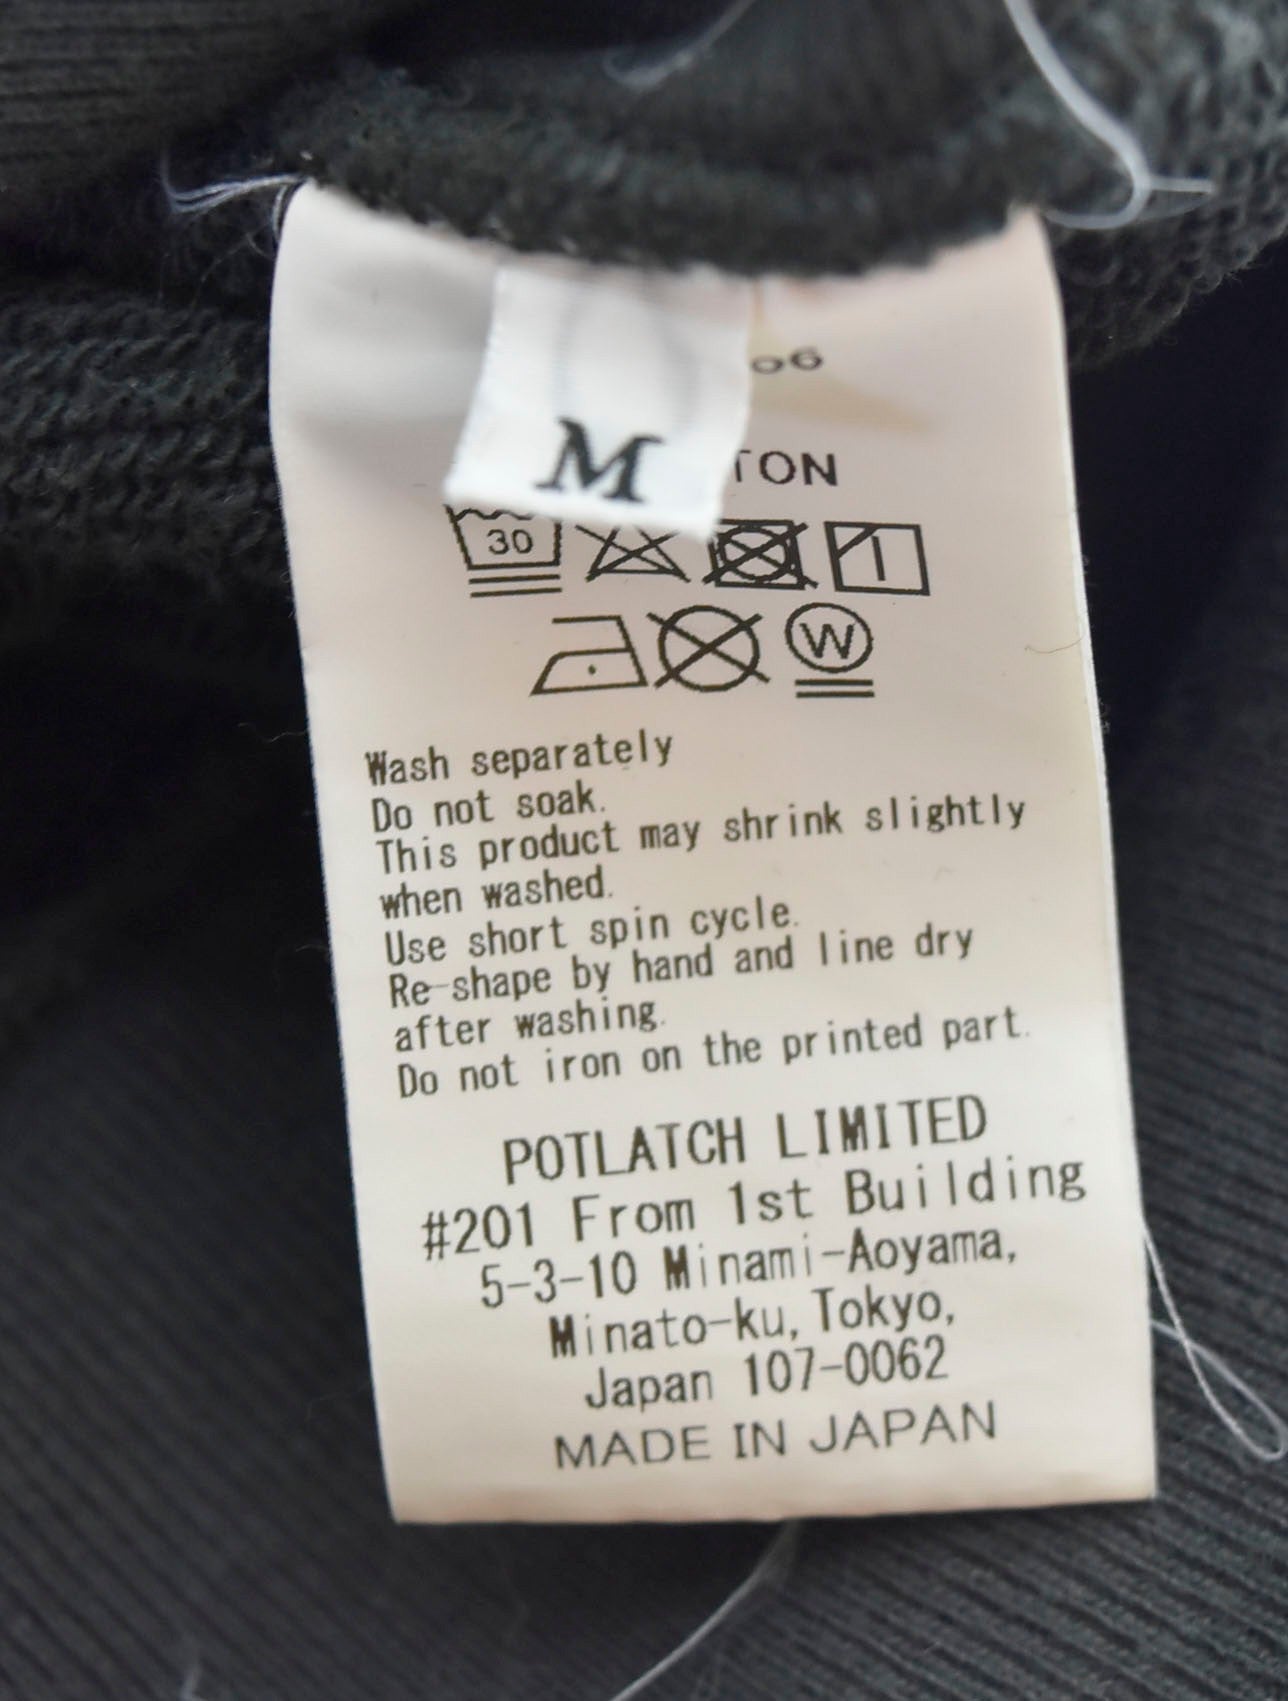 M
06
TON
30
W
Wash separately
Do not soak.
This product may shrink slightly
when washed.
Use short spin cycle.
Re-shape by hand and line dry
after washing.
Do not iron on the printed part.
POTLATCH LIMITED
#201 From 1st Building
5-3-10 Minami-Aoyama,
Minato-ku, Tokyo,
Japan 107-0062
MADE IN JAPAN